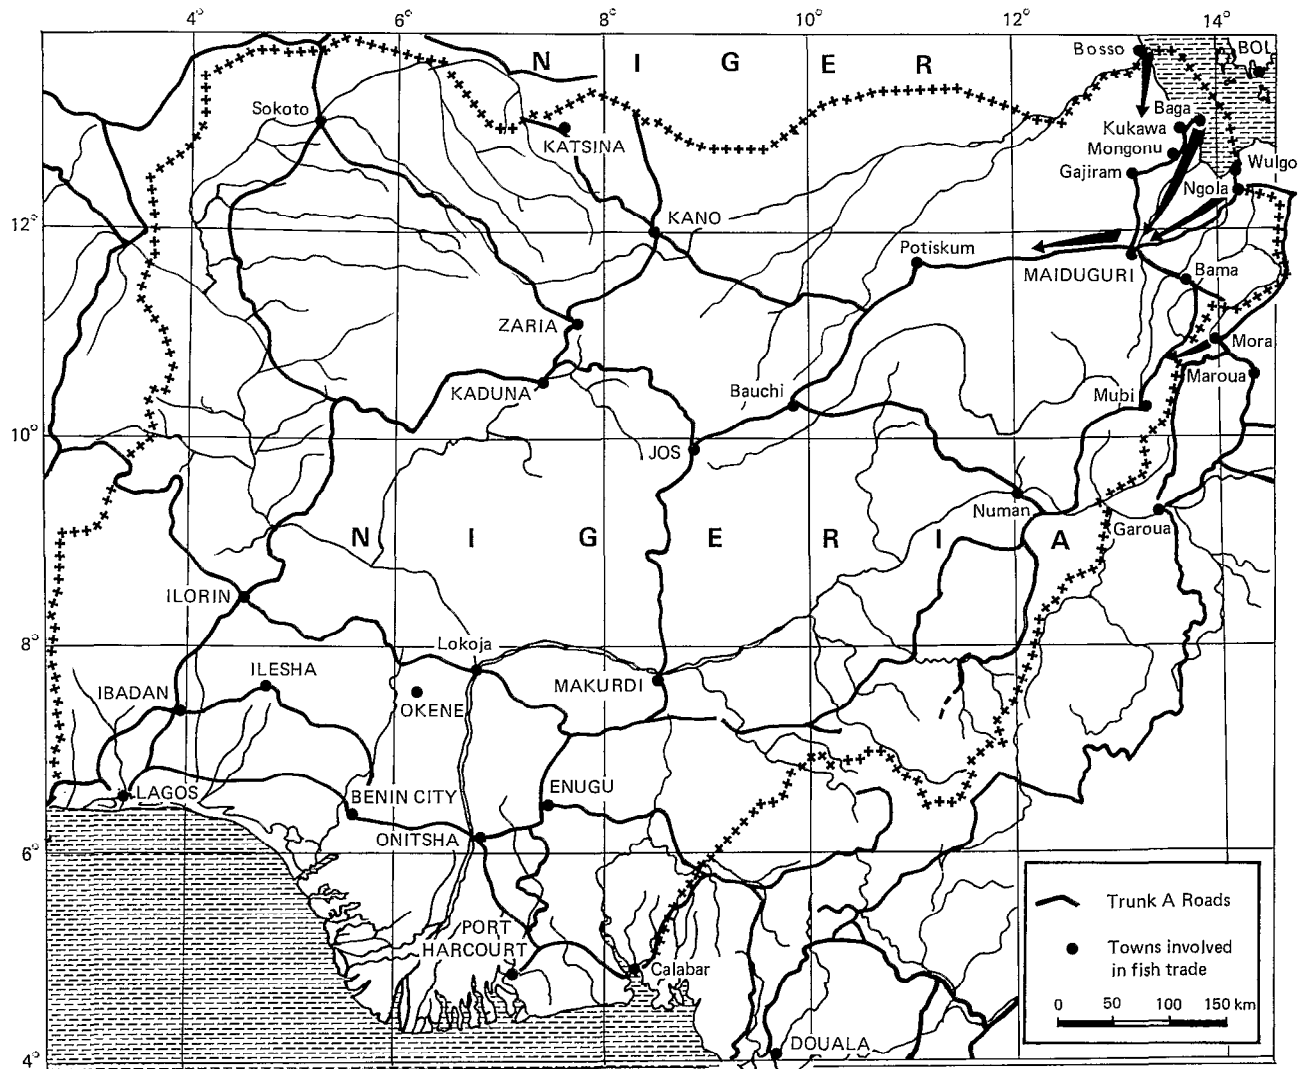 4° 6° 8° 10° 12° 14°
N I G E R
Bosso
BOL
Sokoto
Baga
KATSINA
Kukawa
Mongonu
Wulgo
Gajiram
Ngola
KANO
12°
Potiskum
MAIDUGURI
Bama
ZARIA
Mora
Maroua
KADUNA
Bauchi
Mubi
10°
JOS
Numan
Garoua
N I G E R I A
ILORIN
8°
Lokoja
ILESHA
IBADAN
MAKURDI
OKENE
LAGOS
BENIN CITY
ENUGU
ONITSHA
6°
PORT
HARCOURT
Calabar
DOUALA
4°
Trunk A Roads
Towns involved
in fish trade
0 50 100 150 km